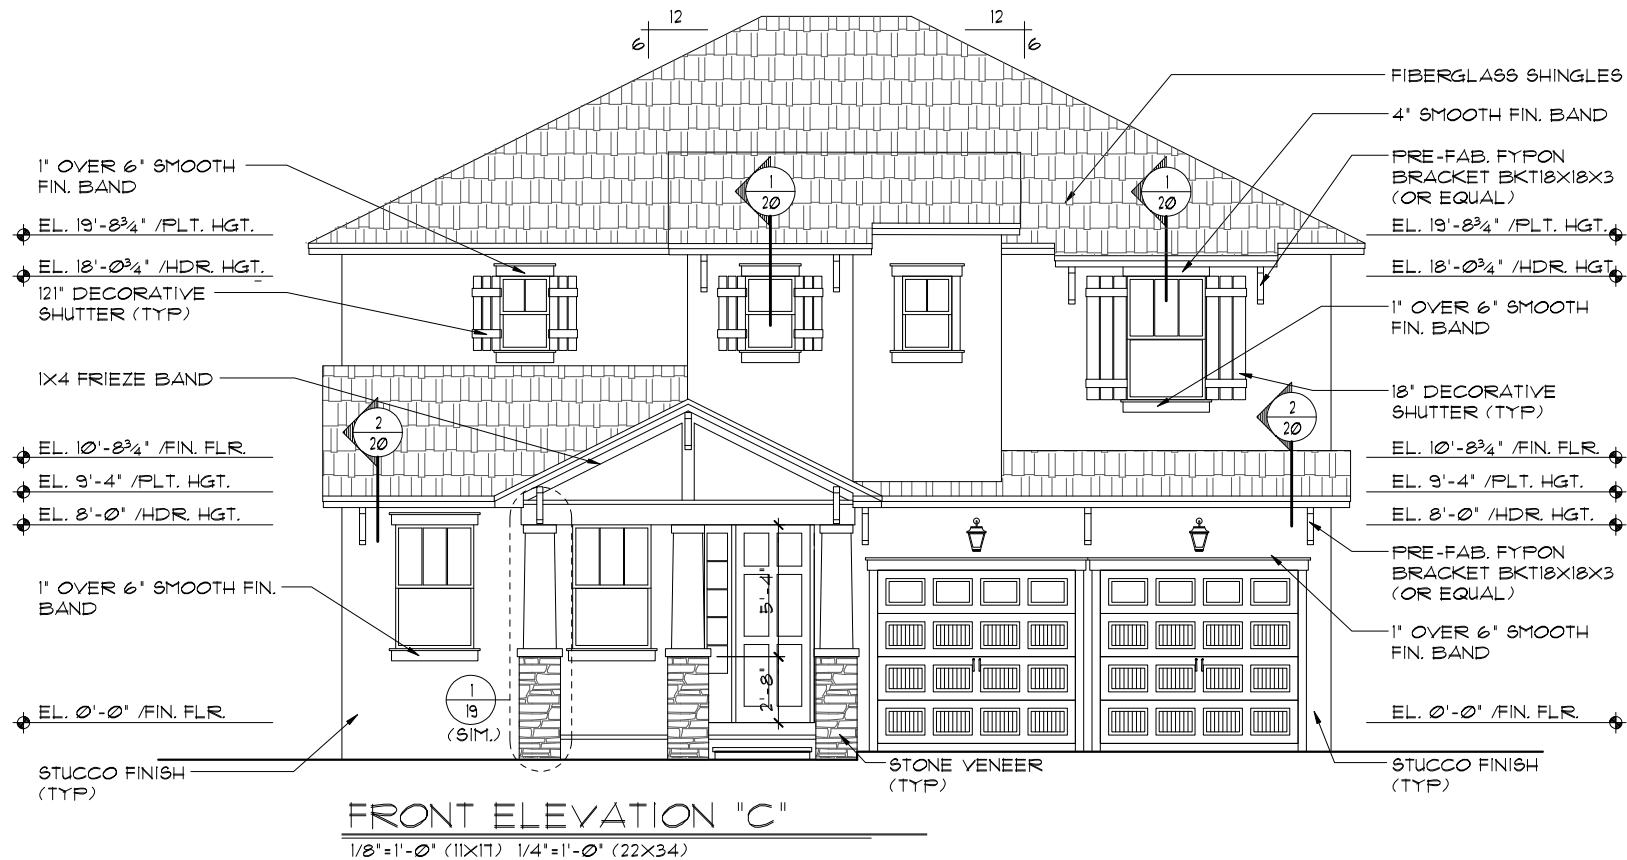 12
6
12
6
FIBERGLASS SHINGLES
4" SMOOTH FIN. BAND
PRE-FAB. FYPON
BRACKET BKT18X18X3
(OR EQUAL)
1" OVER 6" SMOOTH
FIN. BAND
1
20
1
20
EL. 19'-8¾" /PLT. HGT.
EL. 19'-8¾" /PLT. HGT.
EL. 18'-0¾" /HDR. HGT.
EL. 18'-0¾" /HDR. HGT.
121" DECORATIVE
SHUTTER (TYP)
1" OVER 6" SMOOTH
FIN. BAND
1X4 FRIEZE BAND
18" DECORATIVE
SHUTTER (TYP)
2
20
2
20
EL. 10'-8¾" /FIN. FLR.
EL. 10'-8¾" /FIN. FLR.
EL. 9'-4" /PLT. HGT.
EL. 9'-4" /PLT. HGT.
EL. 8'-0" /HDR. HGT.
EL. 8'-0" /HDR. HGT.
PRE-FAB. FYPON
BRACKET BKT18X18X3
(OR EQUAL)
1" OVER 6" SMOOTH FIN.
BAND
5'-4"
1" OVER 6" SMOOTH
FIN. BAND
2'-8"
1
19
(SIM.)
EL. 0'-0" /FIN. FLR.
EL. 0'-0" /FIN. FLR.
STUCCO FINISH
(TYP)
STONE VENEER
(TYP)
STUCCO FINISH
(TYP)
FRONT ELEVATION "C"
1/8"=1'-0" (11X17) 1/4"=1'-0" (22X34)